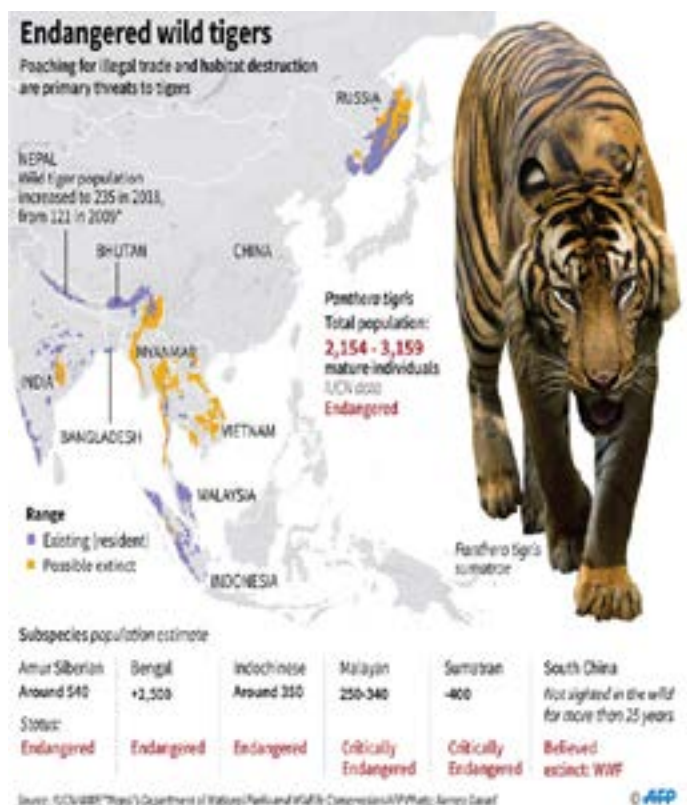 Endangered wild tigers
Poaching for illegal trade and habitat destruction
are primary threats to tigers
RUSSIA
NEPAL
Wild tiger population
increased to 235 in
from 121 in 2009*
BHUTAN
CHINA
Panthera tigris
Total population:
2,154 - 3,159
mature individuals
IUCN data
Endangered
MYANMAR
INDIA
BANGLADESH
VIETNAM
MALAYSIA
Range
Existing (resident)
Possible extinct
INDONESIA
Panthera tigris
sumatrae
Subspecies population estimate
Amur Siberian
Around 540
Bengal
Indochinese
Around 350
Malayan
250-340
Sumatran
-400
South China
Not sighted in the wild
for more than 25 years
Status:
Endangered
Endangered
Endangered
Critically
Endangered
Critically
Endangered
Believed
extinct: WWF
© AFP